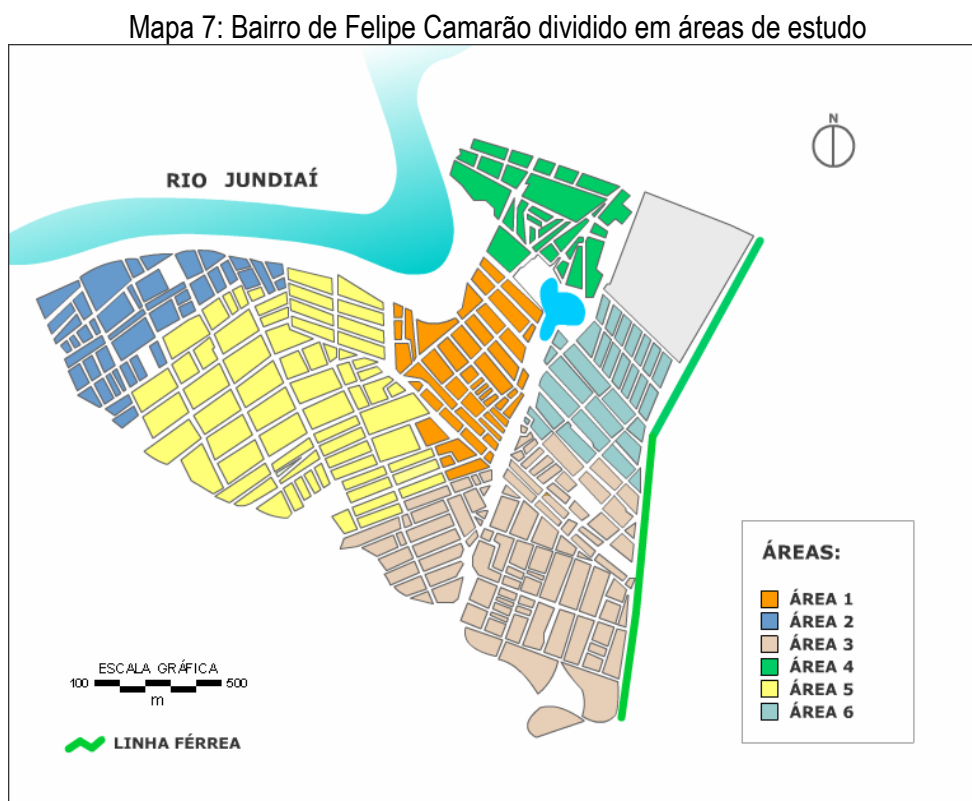 Mapa 7: Bairro de Felipe Camarão dividido em áreas de estudo
N
RIO JUNDIAÍ
ÁREAS:
ÁREA 1
ÁREA 2
ÁREA 3
ÁREA 4
ÁREA 5
ÁREA 6
ESCALA GRÁFICA
100 500
m
LINHA FÉRREA